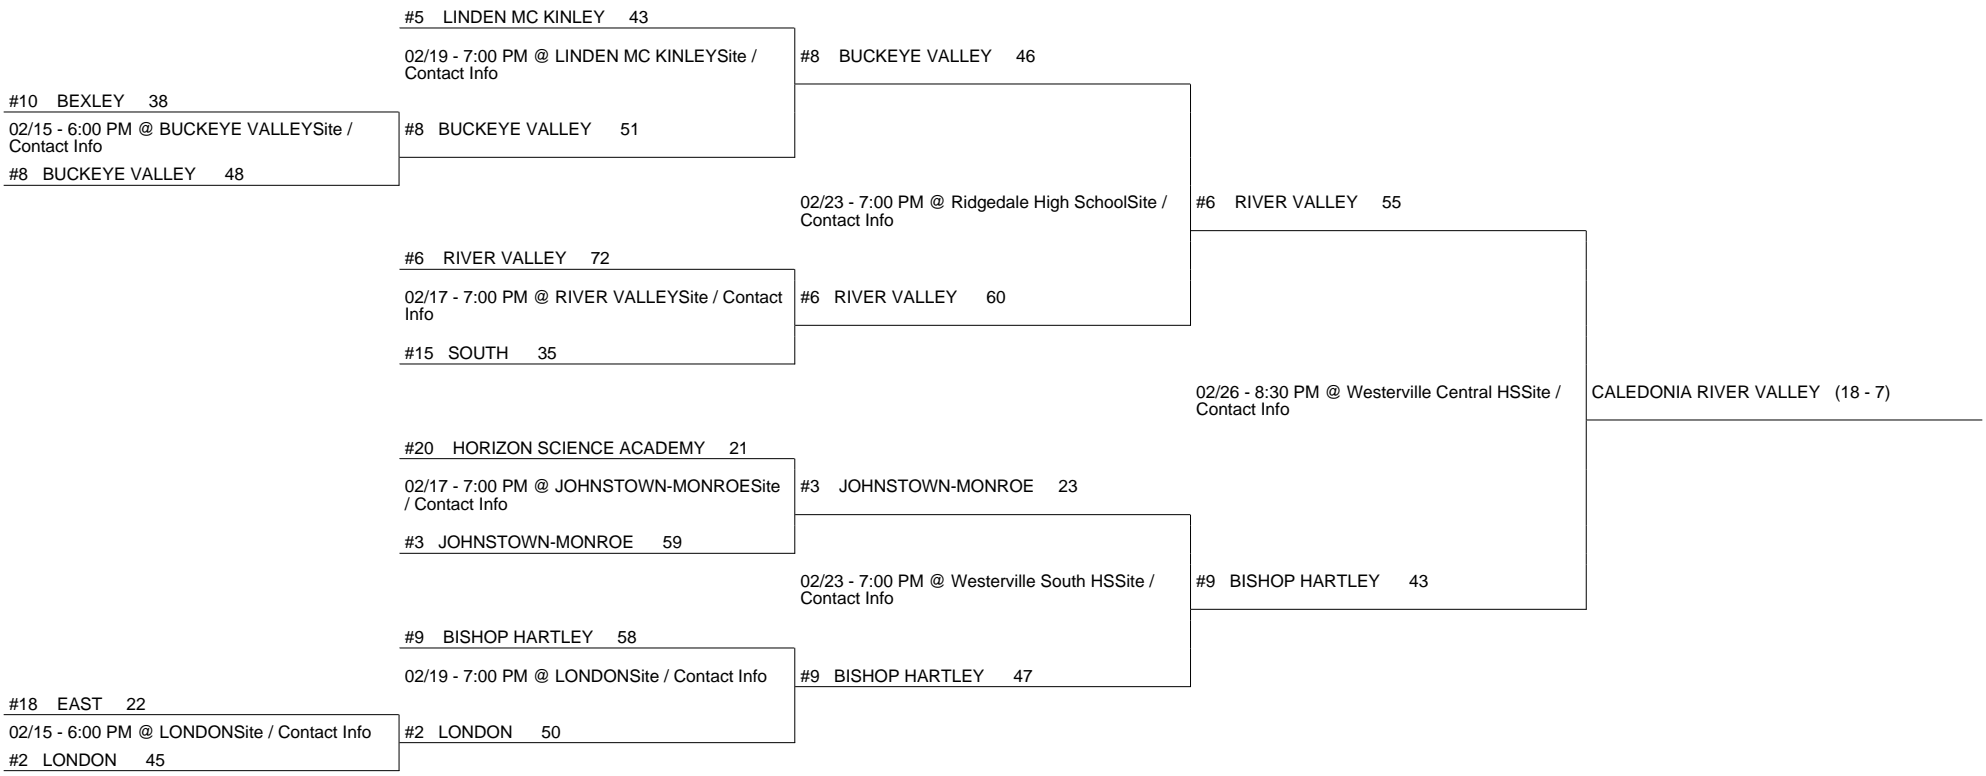 #5 LINDEN MC KINLEY 43
02/19 - 7:00 PM @ LINDEN MC KINLEYSite /
Contact Info
#8 BUCKEYE VALLEY 46
#10 BEXLEY 38
02/15 - 6:00 PM @ BUCKEYE VALLEYSite /
Contact Info
#8 BUCKEYE VALLEY 51
#8 BUCKEYE VALLEY 48
02/23 - 7:00 PM @ Ridgedale High SchoolSite /
Contact Info
#6 RIVER VALLEY 55
#6 RIVER VALLEY 72
02/17 - 7:00 PM @ RIVER VALLEYSite / Contact
Info
#6 RIVER VALLEY 60
#15 SOUTH 35
02/26 - 8:30 PM @ Westerville Central HSSite /
Contact Info
CALEDONIA RIVER VALLEY (18 - 7)
#20 HORIZON SCIENCE ACADEMY 21
02/17 - 7:00 PM @ JOHNSTOWN-MONROESite
/ Contact Info
#3 JOHNSTOWN-MONROE 23
#3 JOHNSTOWN-MONROE 59
02/23 - 7:00 PM @ Westerville South HSSite /
Contact Info
#9 BISHOP HARTLEY 43
#9 BISHOP HARTLEY 58
02/19 - 7:00 PM @ LONDONSite / Contact Info
#9 BISHOP HARTLEY 47
#18 EAST 22
02/15 - 6:00 PM @ LONDONSite / Contact Info
#2 LONDON 50
#2 LONDON 45